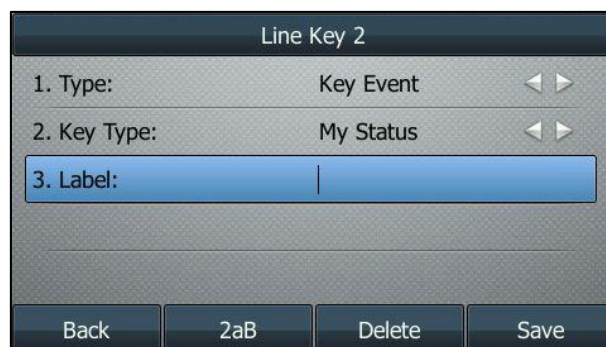 Line Key 2
1. Type: Key Event
2. Key Type: My Status
3. Label:
Back 2aB Delete Save